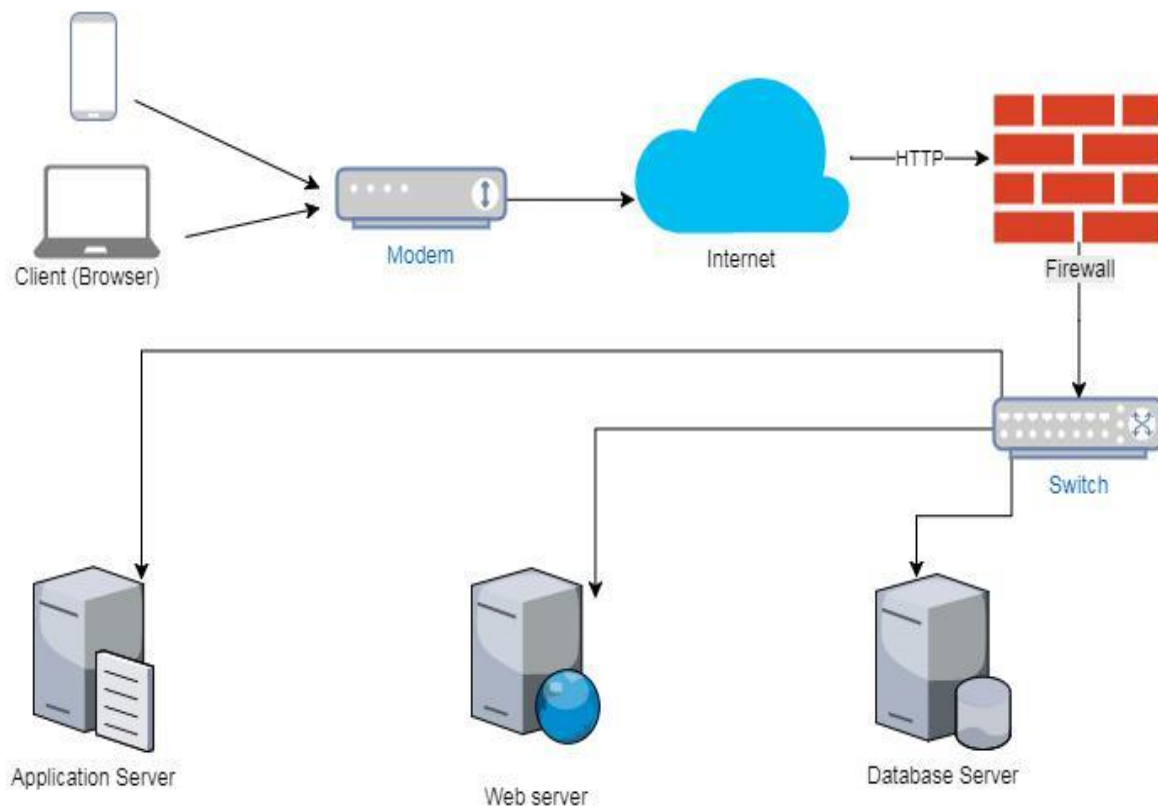 HTTP
Modem
Internet
Client (Browser)
Firewall
Switch
Application Server
Web server
Database Server